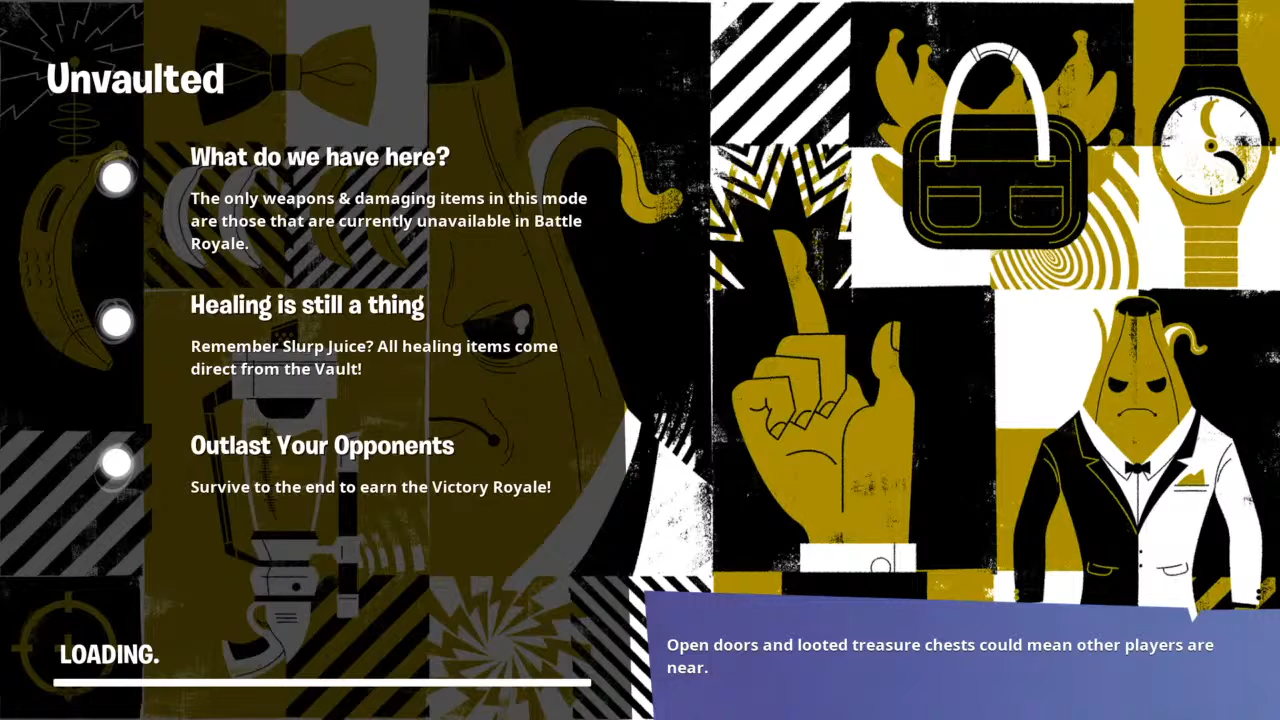 Unvaulted
What do we have here?
The only weapons & damaging items in this mode
are those that are currently unavailable in Battle
Royale.
Healing is still a thing
Remember Slurp Juice? All healing items come
direct from the Vault!
Outlast Your Opponents
Survive to the end to earn the Victory Royale!
LOADING.
Open doors and looted treasure chests could mean other players are
near.